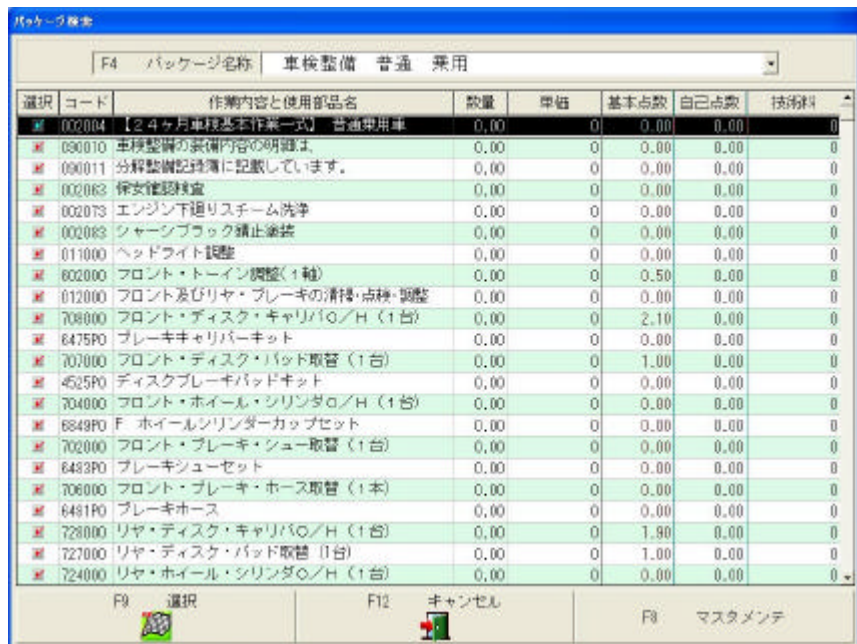 パッケージ検索
F4 パッケージ名称 車検整備 普通 乗用
選択 コード 作業内容と使用部品名 数量 単価 基本点数 自己点数 技術料
002004 【24ヶ月車検基本作業一式】 普通乗用車 0.00 0 0.00 0.00 0
090010 車検整備の装備内容の明細は、 0.00 0 0.00 0.00 0
090011 分解整備記録簿に記載しています。 0.00 0 0.00 0.00 0
002063 保安確認検査 0.00 0 0.00 0.00 0
002073 エンジン下廻りスチーム洗浄 0.00 0 0.00 0.00 0
002083 シャーシブラック錆止塗装 0.00 0 0.00 0.00 0
011000 ヘッドライト調整 0.00 0 0.00 0.00 0
602000 フロント・トーイン調整(1軸) 0.00 0 0.50 0.00 0
012000 フロント及びリヤ・ブレーキの清掃・点検・調整 0.00 0 0.00 0.00 0
708000 フロント・ディスク・キャリパO/H(1台) 0.00 0 2.10 0.00 0
6475P0 ブレーキキャリパーキット 0.00 0 0.00 0.00 0
707000 フロント・ディスク・パッド取替(1台) 0.00 0 1.00 0.00 0
4525P0 ディスクブレーキパッドキット 0.00 0 0.00 0.00 0
704000 フロント・ホイール・シリンダO/H(1台) 0.00 0 0.00 0.00 0
6849P0 F ホイールシリンダーカップセット 0.00 0 0.00 0.00 0
702000 フロント・ブレーキ・シュー取替(1台) 0.00 0 0.00 0.00 0
6483P0 ブレーキシューセット 0.00 0 0.00 0.00 0
706000 フロント・ブレーキ・ホース取替(1本) 0.00 0 0.00 0.00 0
6481P0 ブレーキホース 0.00 0 0.00 0.00 0
728000 リヤ・ディスク・キャリパO/H(1台) 0.00 0 1.90 0.00 0
727000 リヤ・ディスク・パッド取替(1台) 0.00 0 1.00 0.00 0
724000 リヤ・ホイール・シリンダO/H(1台) 0.00 0 0.00 0.00 0
F9 選択 F12 キャンセル F8 マスタメンテ